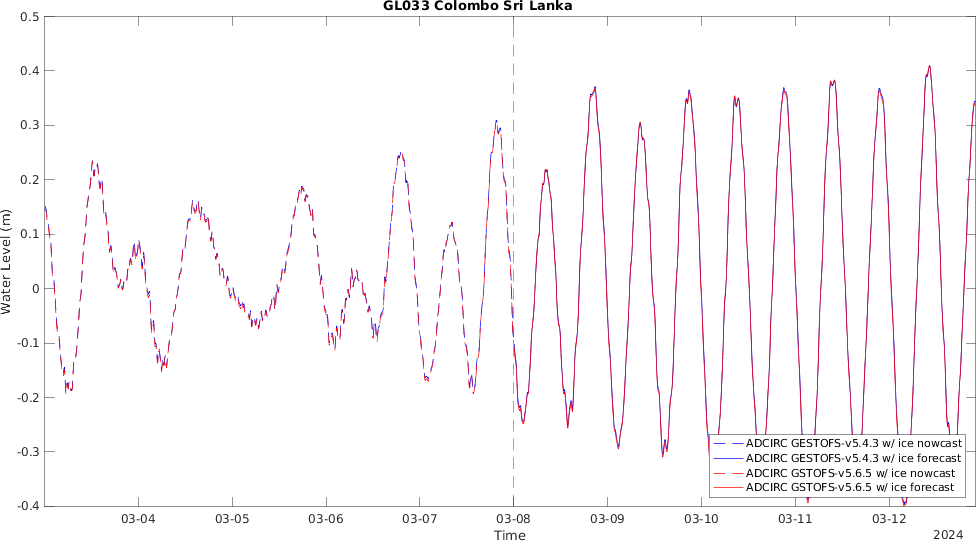 GL033 Colombo Sri Lanka
0.5
0.4
0.3
0.2
0.1
0
-0.1
-0.2
-0.3
-0.4
Water Level (m)
ADCIRC GESTOFS-v5.4.3 w/ ice nowcast
ADCIRC GESTOFS-v5.4.3 w/ ice forecast
ADCIRC GSTOFS-v5.6.5 w/ ice nowcast
ADCIRC GSTOFS-v5.6.5 w/ ice forecast
03-04 03-05 03-06 03-07 03-08 03-09 03-10 03-11 03-12
Time
2024